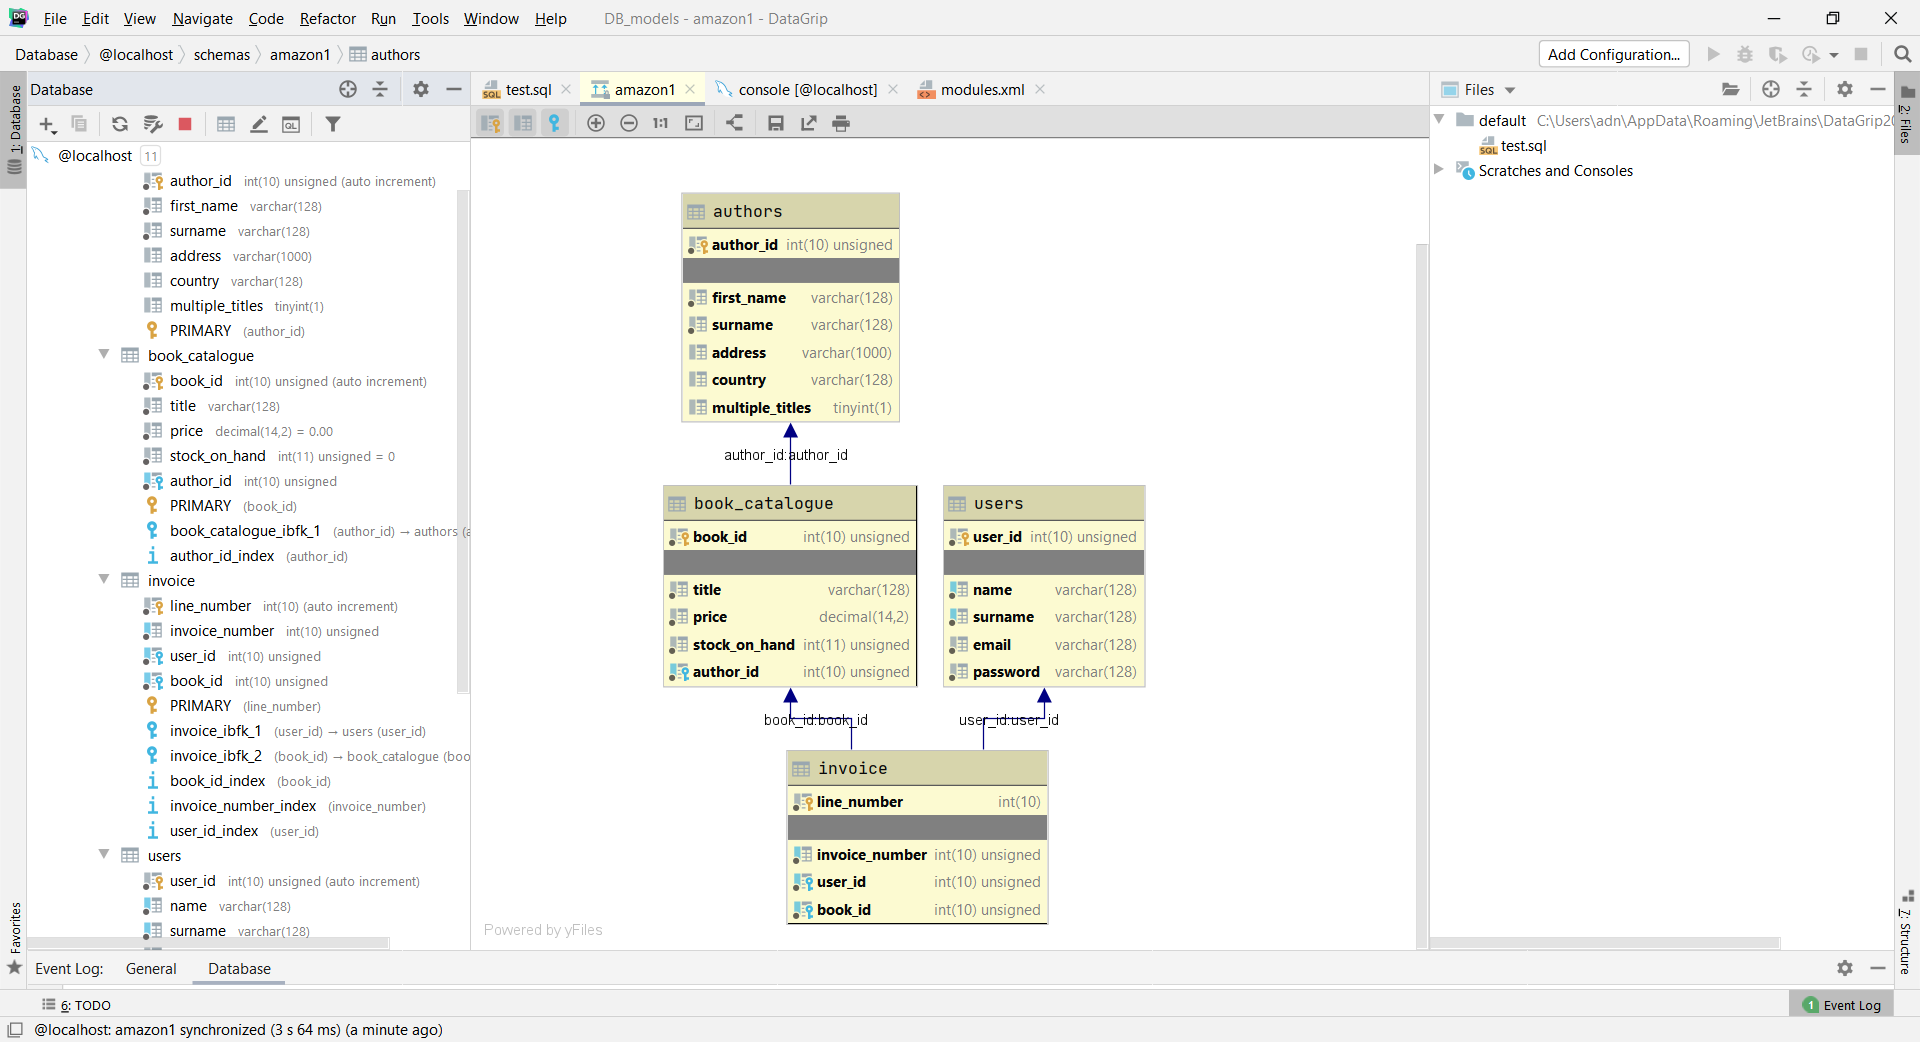 File Edit View Navigate Code Refactor Run Tools Window Help DB_models - amazon1 - DataGrip
Database @localhost schemas amazon1 authors
Add Configuration...
1: Database
Favorites
Database
@localhost 11
author_id int(10) unsigned (auto increment)
first_name varchar(128)
surname varchar(128)
address varchar(1000)
country varchar(128)
multiple_titles tinyint(1)
PRIMARY (author_id)
book_catalogue
book_id int(10) unsigned (auto increment)
title varchar(128)
price decimal(14,2) = 0.00
stock_on_hand int(11) unsigned = 0
author_id int(10) unsigned
PRIMARY (book_id)
book_catalogue_ibfk_1 (author_id) → authors (a
author_id_index (author_id)
invoice
line_number int(10) (auto increment)
invoice_number int(10) unsigned
user_id int(10) unsigned
book_id int(10) unsigned
PRIMARY (line_number)
invoice_ibfk_1 (user_id) → users (user_id)
invoice_ibfk_2 (book_id) → book_catalogue (boo
book_id_index (book_id)
invoice_number_index (invoice_number)
user_id_index (user_id)
users
user_id int(10) unsigned (auto increment)
name varchar(128)
surname varchar(128)
test.sql amazon1 console [@localhost] modules.xml
1:1
authors
author_id int(10) unsigned
first_name varchar(128)
surname varchar(128)
address varchar(1000)
country varchar(128)
multiple_titles tinyint(1)
author_id:author_id
book_catalogue
book_id int(10) unsigned
title varchar(128)
price decimal(14,2)
stock_on_hand int(11) unsigned
author_id int(10) unsigned
users
user_id int(10) unsigned
name varchar(128)
surname varchar(128)
email varchar(128)
password varchar(128)
book_id:book_id
user_id:user_id
invoice
line_number int(10)
invoice_number int(10) unsigned
user_id int(10) unsigned
book_id int(10) unsigned
Powered by yFiles
Files
default C:\Users\adn\AppData\Roaming\JetBrains\DataGrip20
test.sql
Scratches and Consoles
2: Files
7: Structure
Event Log: General Database
6: TODO
1 Event Log
@localhost: amazon1 synchronized (3 s 64 ms) (a minute ago)